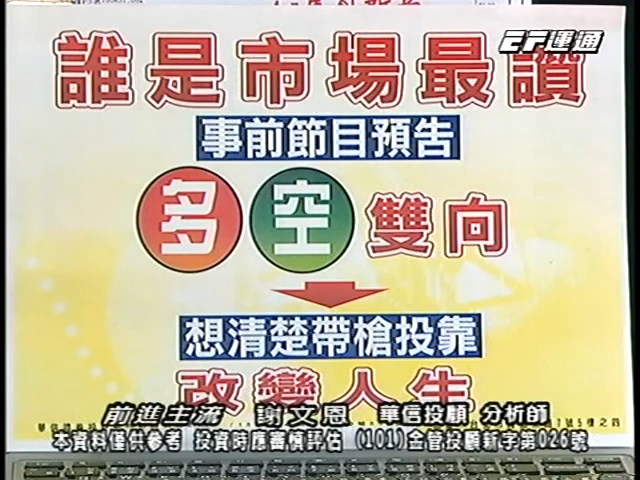 EF運通
誰是市場最讚
事前節目預告
多 空 雙向
想清楚帶槍投靠
改變人生
前進主流 謝文恩 華信投顧 分析師
本資料僅供參考 投資時應審慎評估 (101)金管投顧新字第026號